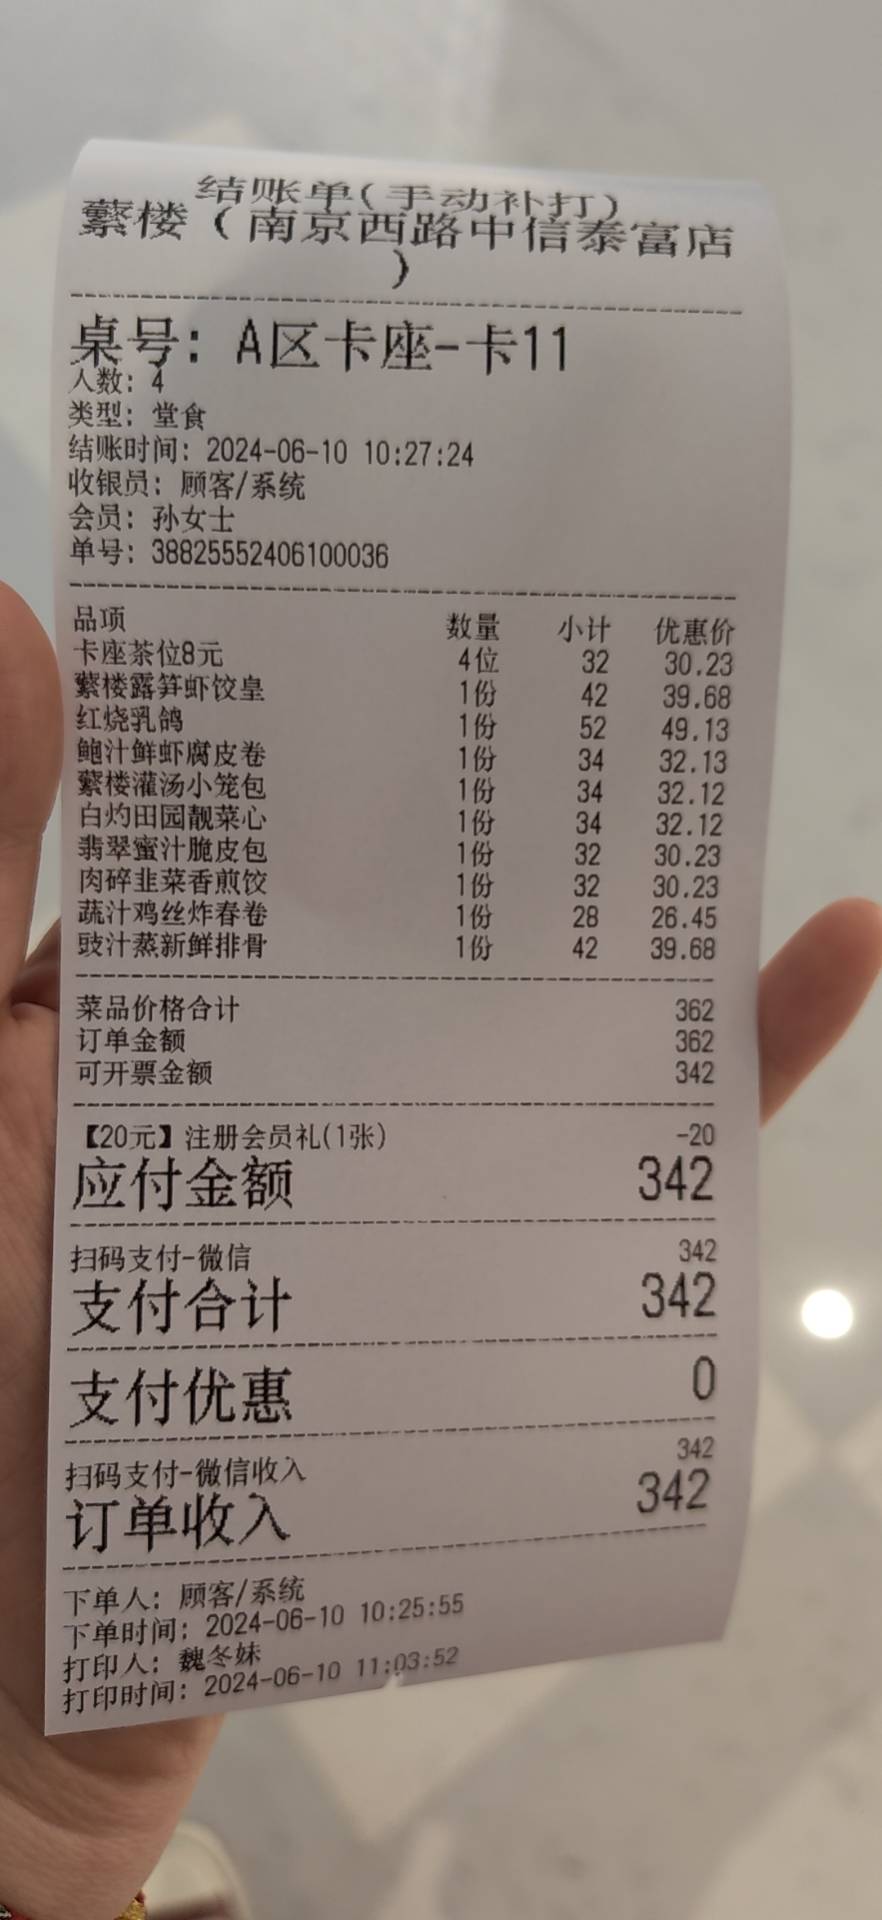 结账单(手动补打)
蘩楼（南京西路中信泰富店
）
桌号: A区卡座-卡11
人数: 4
类型: 堂食
结账时间: 2024-06-10 10:27:24
收银员: 顾客/系统
会员: 孙女士
单号: 38825552406100036
品项 数量 小计 优惠价
卡座茶位8元 4位 32 30.23
蘩楼露笋虾饺皇 1份 42 39.68
红烧乳鸽 1份 52 49.13
鲍汁鲜虾腐皮卷 1份 34 32.13
蘩楼灌汤小笼包 1份 34 32.12
白灼田园靓菜心 1份 34 32.12
翡翠蜜汁脆皮包 1份 32 30.23
肉碎韭菜香煎饺 1份 32 30.23
蔬汁鸡丝炸春卷 1份 28 26.45
豉汁蒸新鲜排骨 1份 42 39.68
菜品价格合计 362
订单金额 362
可开票金额 342
【20元】注册会员礼(1张) -20
应付金额 342
扫码支付-微信 342
支付合计 342
支付优惠 0
扫码支付-微信收入 342
订单收入 342
下单人: 顾客/系统
下单时间: 2024-06-10 10:25:55
打印人: 魏冬妹
打印时间: 2024-06-10 11:03:52